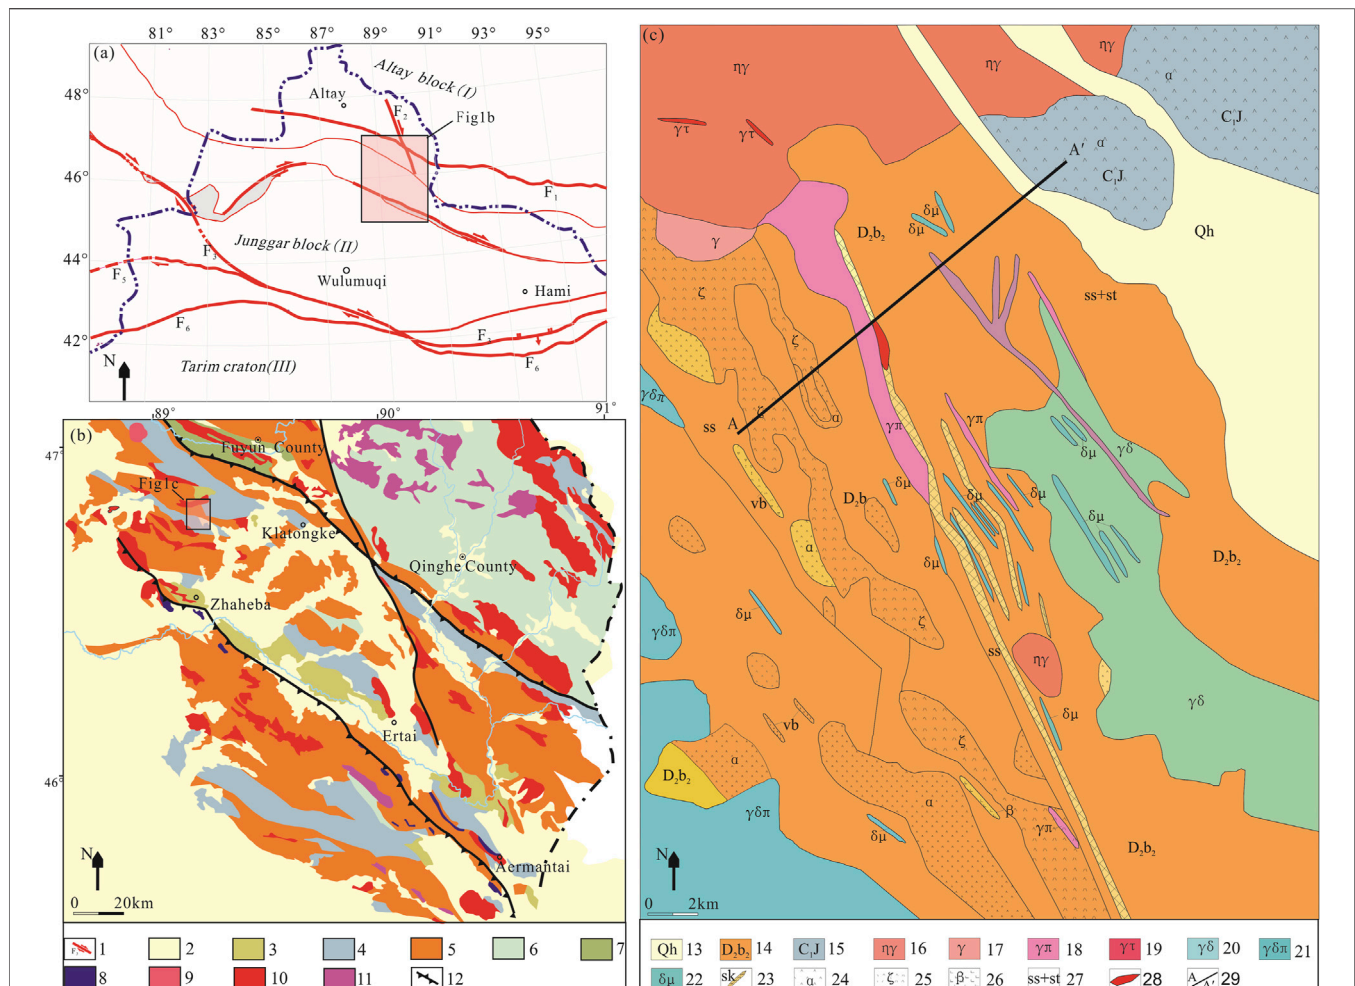 81° 83° 85° 87° 89° 91° 93° 95°
(a)
Altay block (I)
48°
Altay
F2
Fig1b
46°
F1
Junggar block (II)
44°
F3
F5
Wulumuqi
Hami
F6
42°
F3
F6
N
Tarim craton(III)
89° 90° 91°
(b)
47°
Fuyun County
Fig1c
Klatongke
Qinghe County
Zhaheba
Ertai
46°
N
Aermantai
0 20km
F1 1 2 3 4 5 6 7
8 9 10 11 12
(c)
ηγ
ηγ
ηγ
α
C1J
γτ
γτ
A′
α
C1J
δμ
δμ
D2b2
Qh
γ
ζ
ss+st
ζ
γδπ
ss
A
ζ
α
γπ
δμ
γδ
vb
D2b
δμ
δμ
δμ
δμ
α
δμ
D2b2
γδπ
δμ
ζ
ss
ηγ
γδ
vb
δμ
ζ
D2b2
α
γδπ
α
β
γπ
δμ
D2b2
N
0 2km
Qh 13 D2b2 14 C1J 15 ηγ 16 γ 17 γπ 18 γτ 19 γδ 20 γδπ 21
δμ 22 sk 23 α 24 ζ 25 β 26 ss+st 27 28 A A′ 29